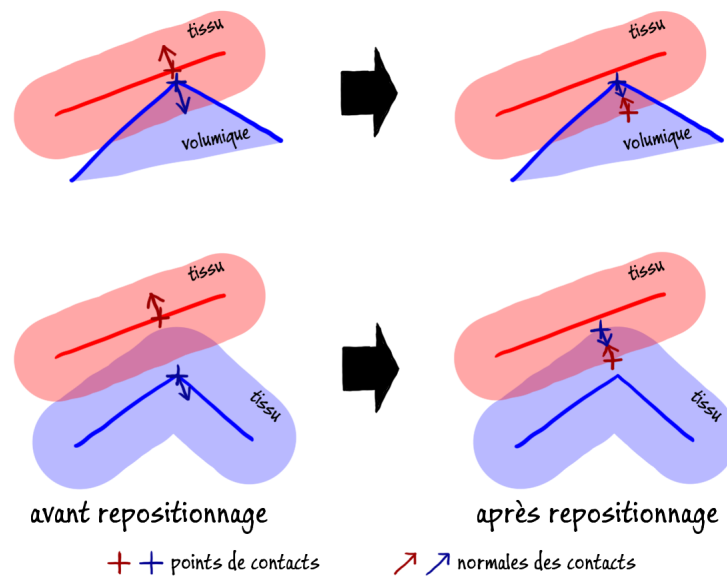 tissu
tissu
volumique
volumique
tissu
tissu
tissu
tissu
avant repositionnage
après repositionnage
points de contacts
normales des contacts